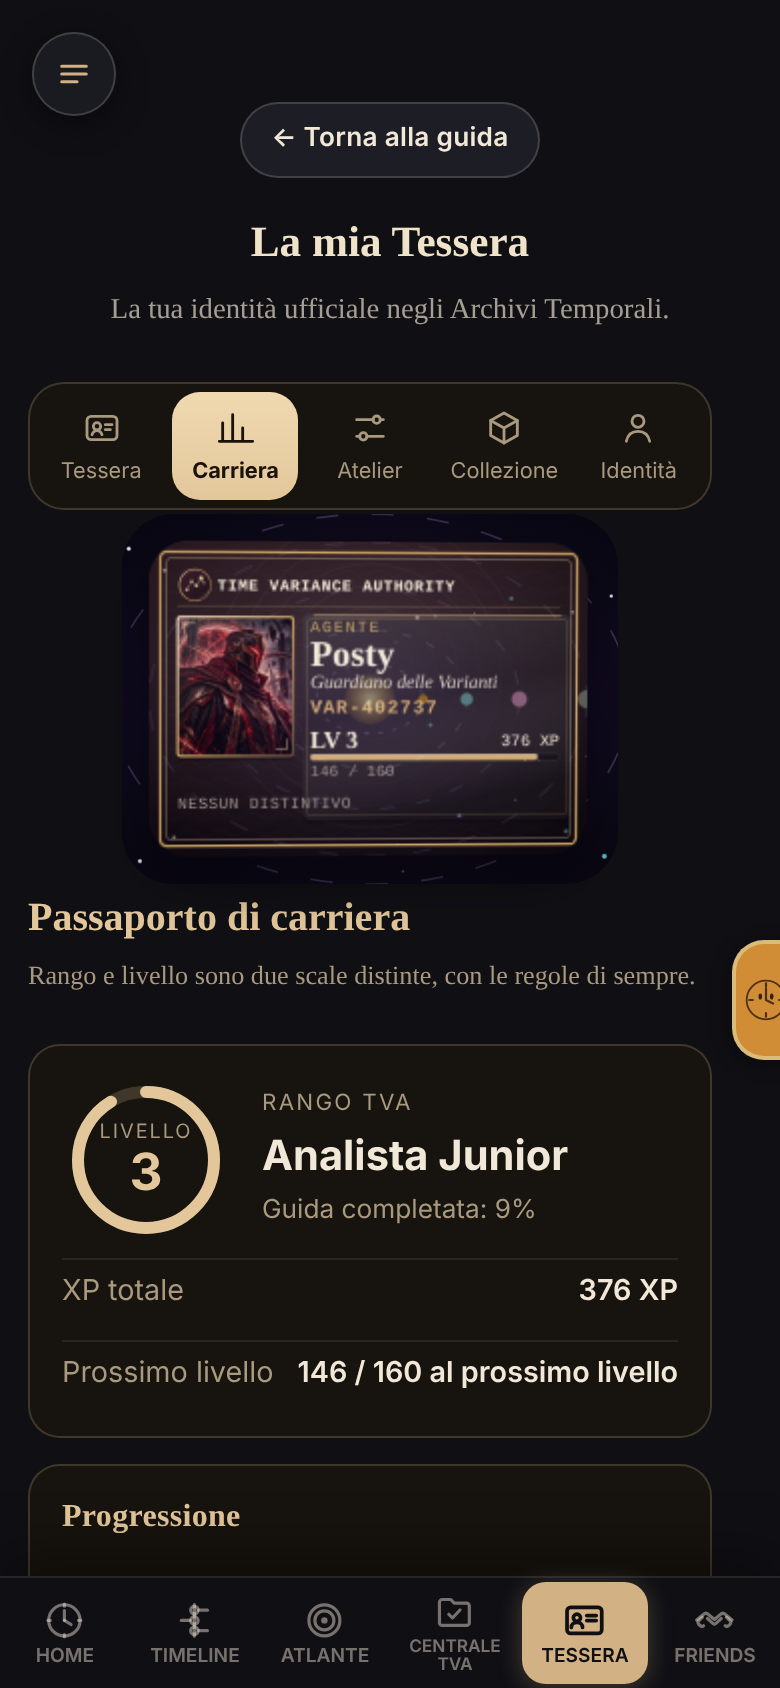 ← Torna alla guida
La mia Tessera
La tua identità ufficiale negli Archivi Temporali.
Tessera
Carriera
Atelier
Collezione
Identità
TIME VARIANCE AUTHORITY
AGENTE
Posty
Guardiano delle Varianti
VAR-402737
LV 3
376 XP
146 / 160
NESSUN DISTINTIVO
Passaporto di carriera
Rango e livello sono due scale distinte, con le regole di sempre.
LIVELLO
3
RANGO TVA
Analista Junior
Guida completata: 9%
XP totale
376 XP
Prossimo livello
146 / 160 al prossimo livello
Progressione
HOME
TIMELINE
ATLANTE
CENTRALE
TVA
TESSERA
FRIENDS